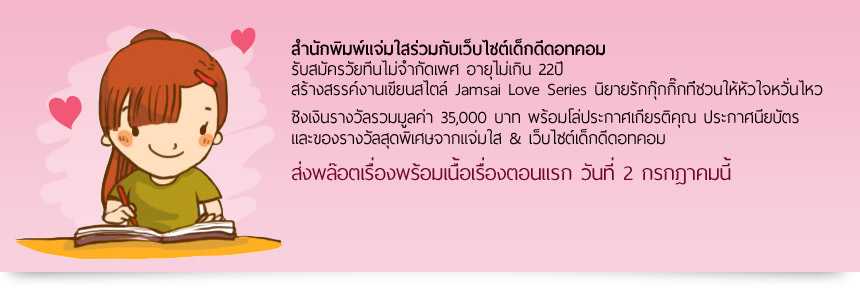 สำนักพิมพ์แจ่มใสร่วมกับเว็บไซต์เด็กดีดอทคอม
รับสมัครวัยทีนไม่จำกัดเพศ อายุไม่เกิน 22ปี
สร้างสรรค์งานเขียนสไตล์ Jamsai Love Series นิยายรักกุ๊กกิ๊กที่ชวนให้หัวใจหวั่นไหว
ชิงเงินรางวัลรวมมูลค่า 35,000 บาท พร้อมโล่ประกาศเกียรติคุณ ประกาศนียบัตร
และของรางวัลสุดพิเศษจากแจ่มใส & เว็บไซต์เด็กดีดอทคอม
ส่งพล๊อตเรื่องพร้อมเนื้อเรื่องตอนแรก วันที่ 2 กรกฎาคมนี้